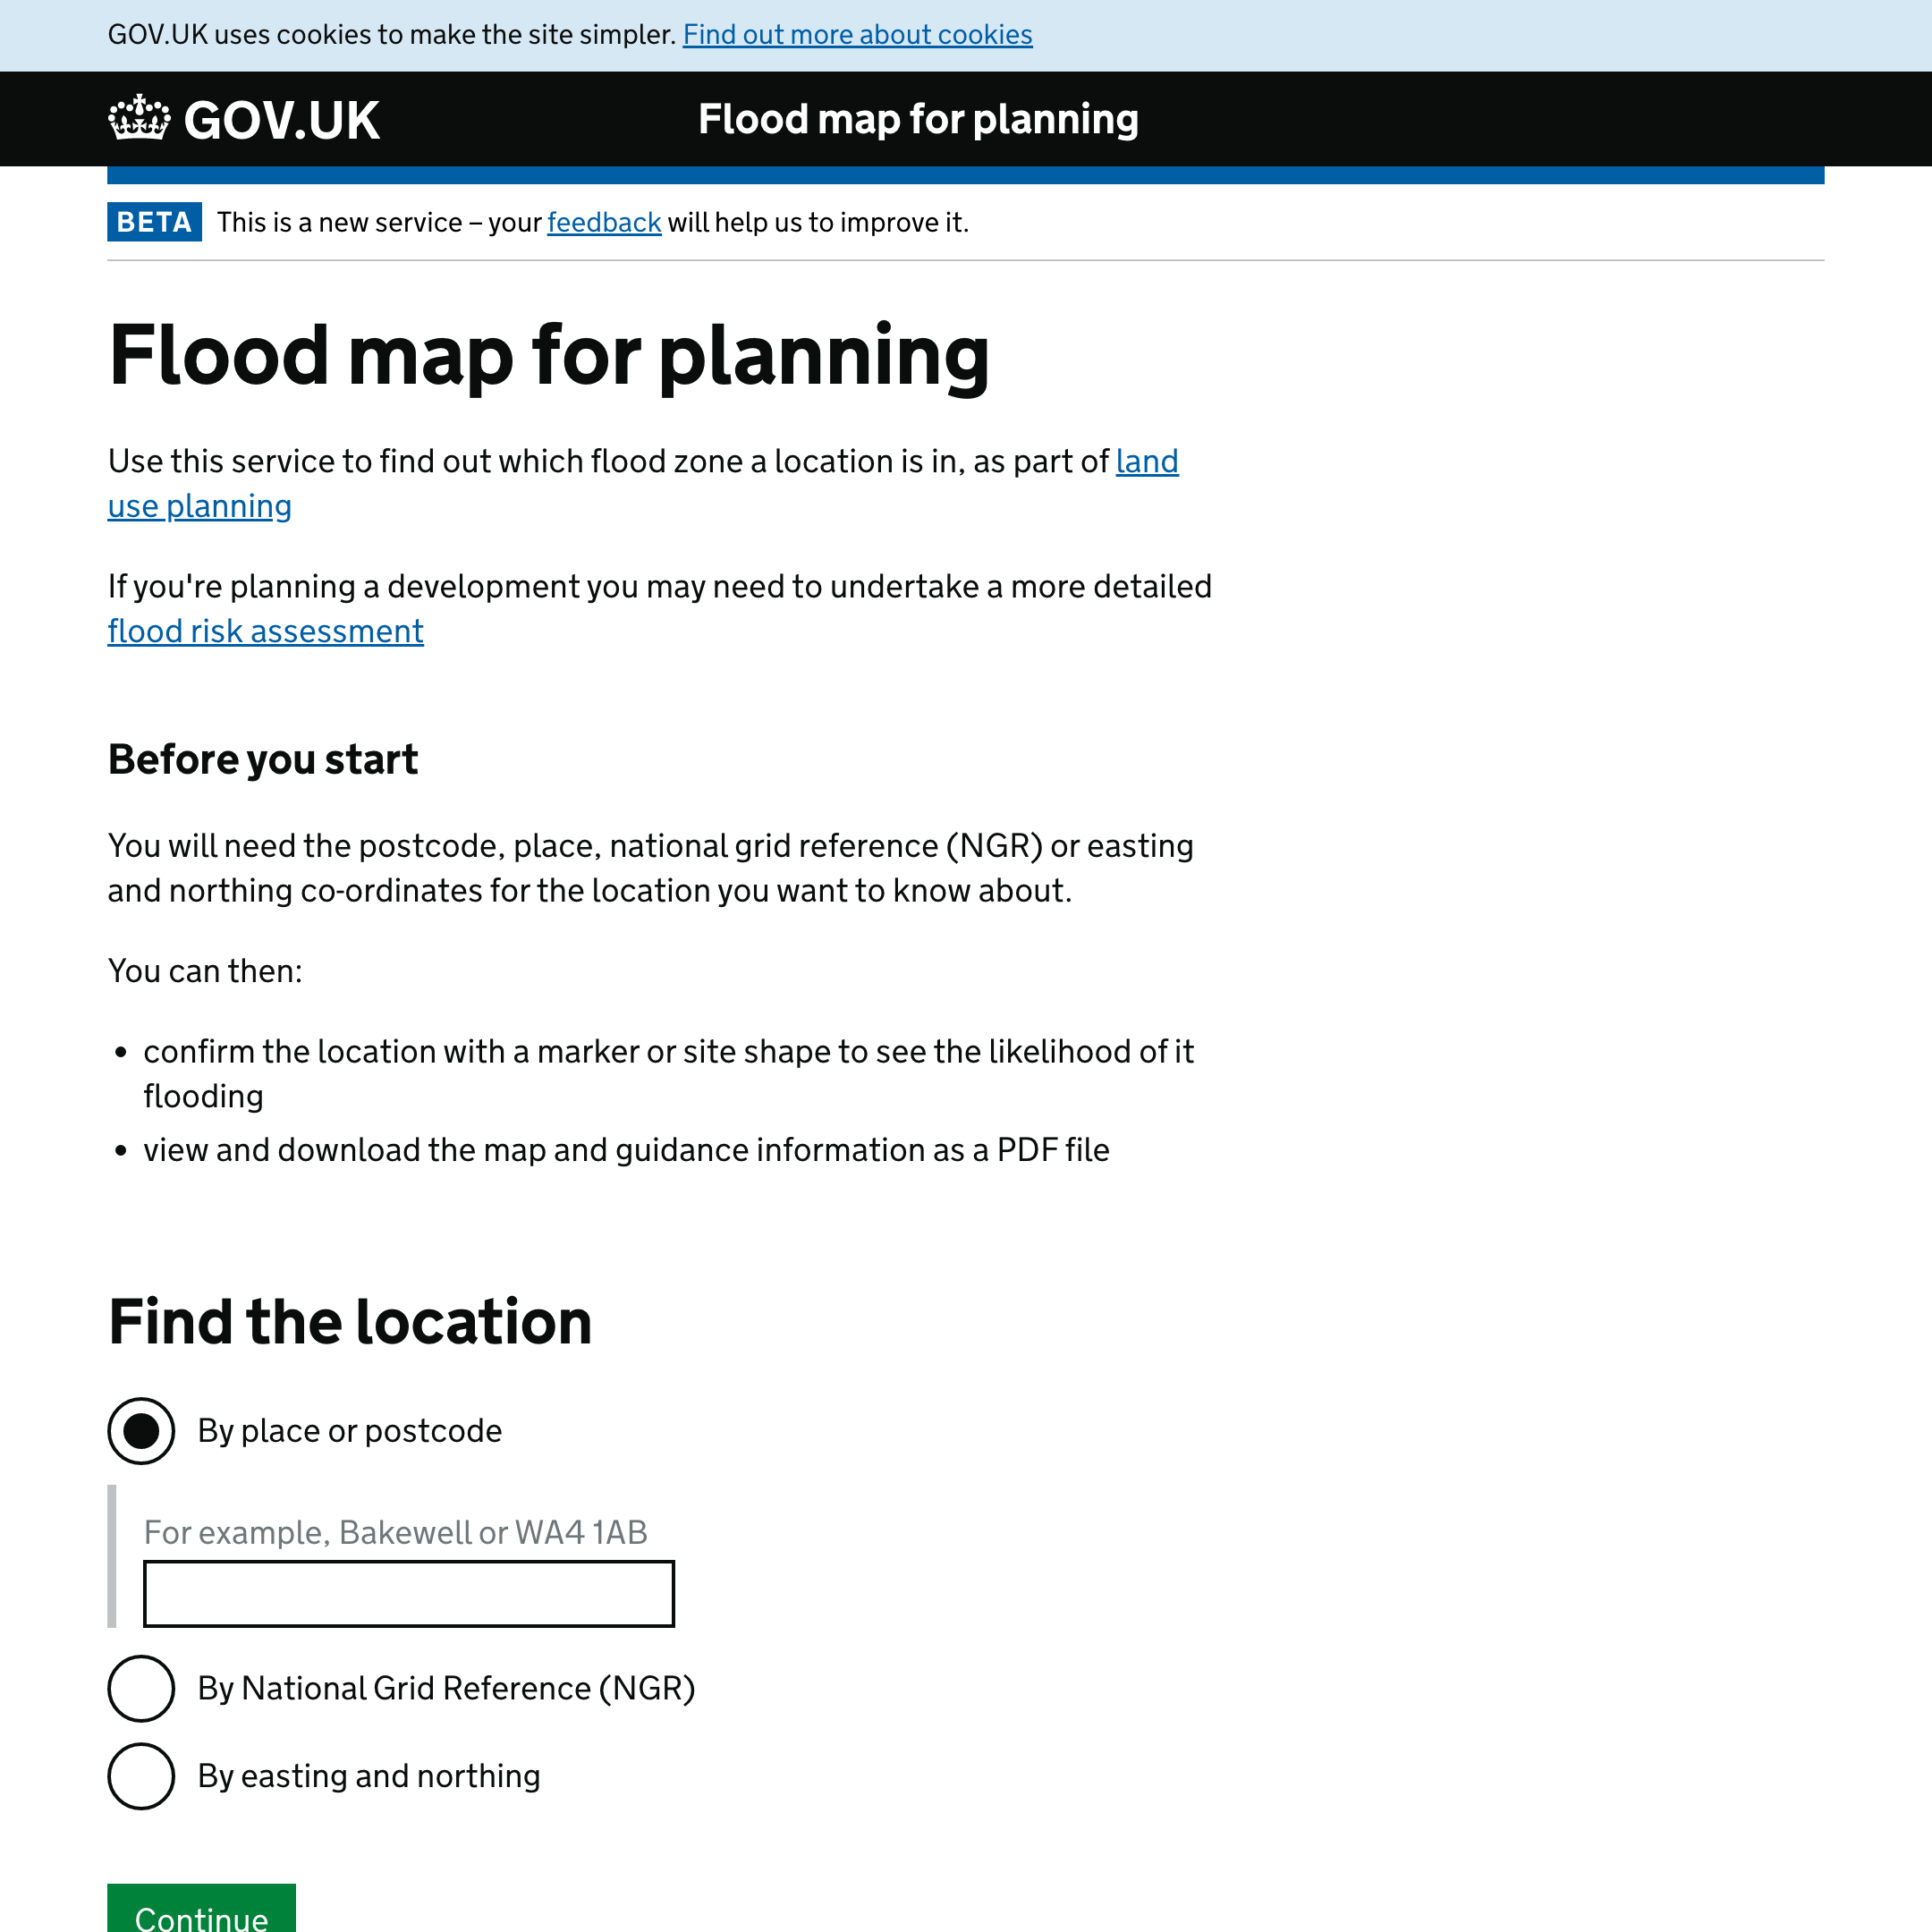 GOV.UK uses cookies to make the site simpler. Find out more about cookies
GOV.UK
Flood map for planning
BETA This is a new service – your feedback will help us to improve it.
Flood map for planning
Use this service to find out which flood zone a location is in, as part of land
use planning
If you're planning a development you may need to undertake a more detailed
flood risk assessment
Before you start
You will need the postcode, place, national grid reference (NGR) or easting
and northing co-ordinates for the location you want to know about.
You can then:
• confirm the location with a marker or site shape to see the likelihood of it
flooding
• view and download the map and guidance information as a PDF file
Find the location
By place or postcode
For example, Bakewell or WA4 1AB
By National Grid Reference (NGR)
By easting and northing
Continue